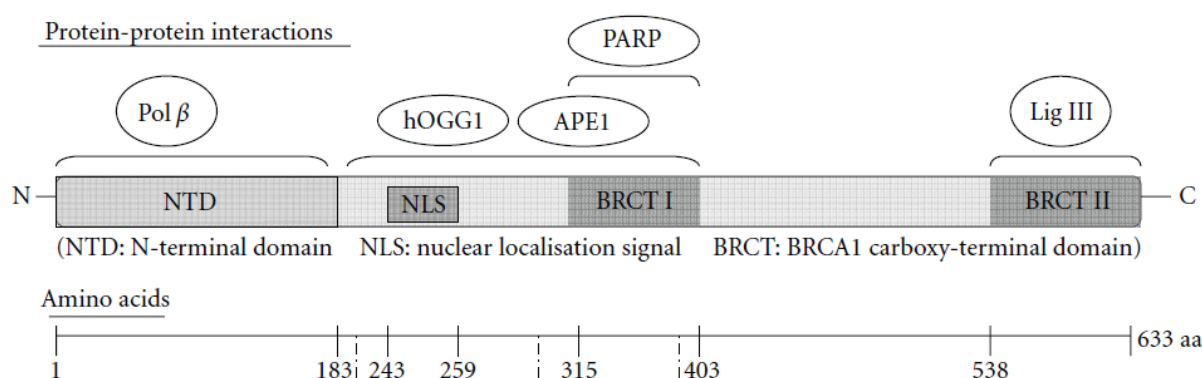 Protein-protein interactions
PARP
Pol β
hOGG1
APE1
Lig III
N
NTD
NLS
BRCT I
BRCT II
C
(NTD: N-terminal domain
NLS: nuclear localisation signal
BRCT: BRCA1 carboxy-terminal domain)
Amino acids
633 aa
1
183
243
259
315
403
538